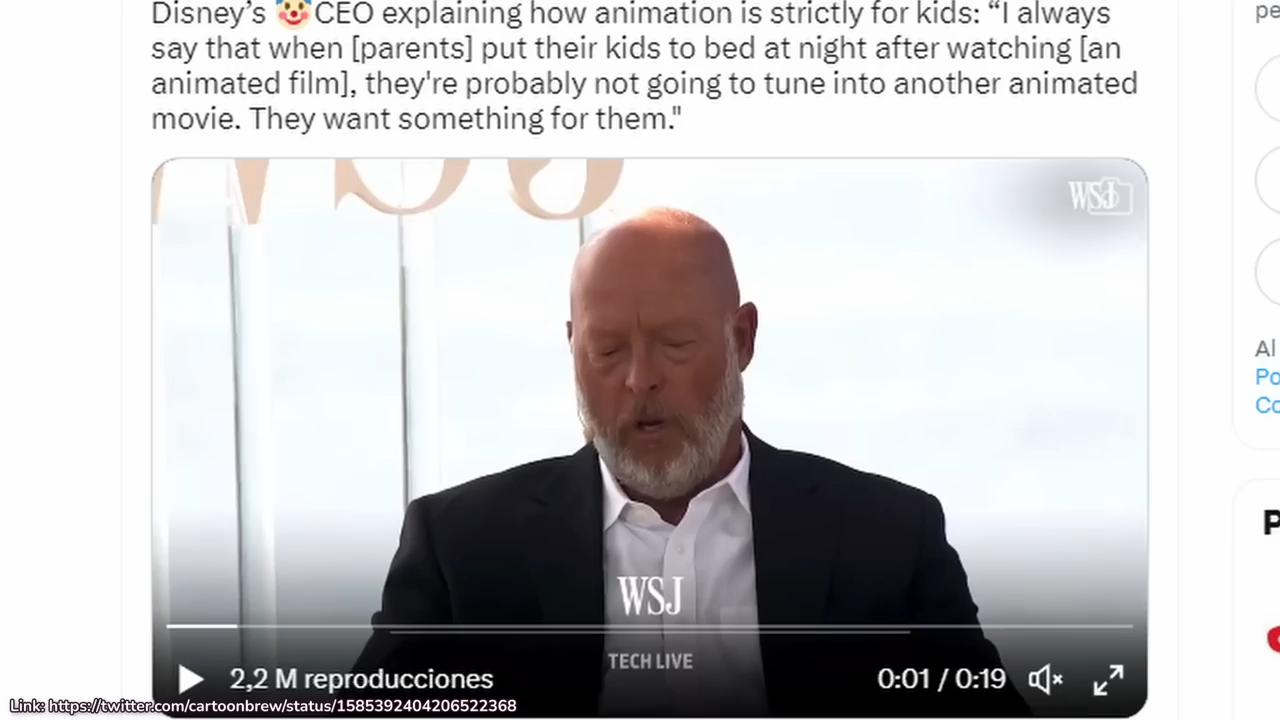 Disney’s 🤡CEO explaining how animation is strictly for kids: “I always
say that when [parents] put their kids to bed at night after watching [an
animated film], they're probably not going to tune into another animated
movie. They want something for them."
WSJ
WSJ
TECH LIVE
2,2 M reproducciones
0:01 / 0:19
Link: https://twitter.com/cartoonbrew/status/1585392404206522368
pe
Al
Po
Co
P